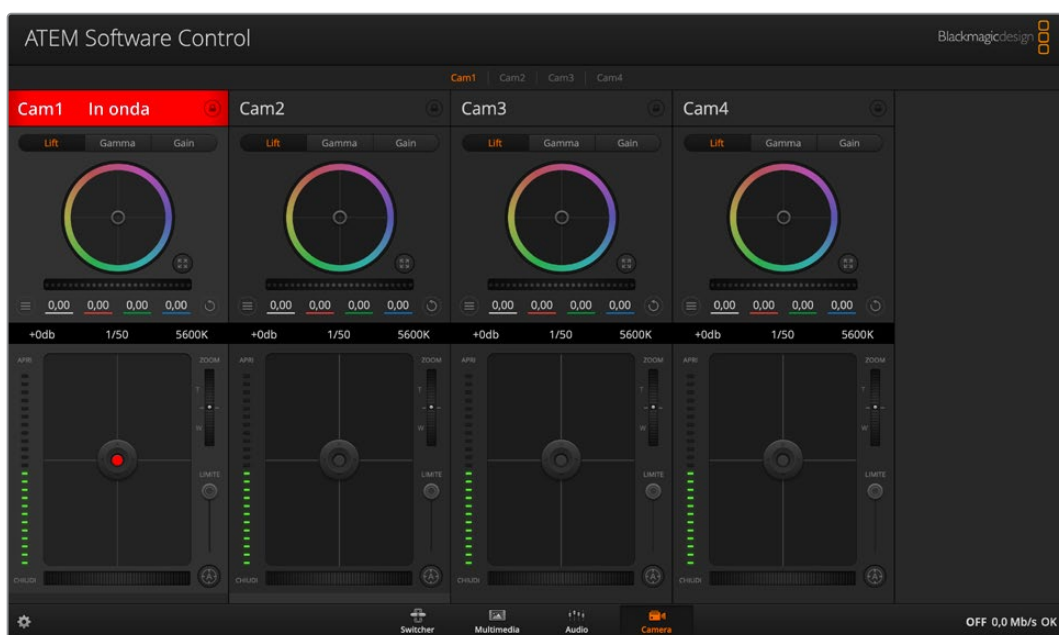 ATEM Software Control
Blackmagicdesign
Cam1 Cam2 Cam3 Cam4
Cam1 In onda Cam2 Cam3 Cam4
Lift Gamma Gain Lift Gamma Gain Lift Gamma Gain Lift Gamma Gain
0,00 0,00 0,00 0,00 0,00 0,00 0,00 0,00 0,00 0,00 0,00 0,00 0,00 0,00 0,00 0,00
+0db 1/50 5600K +0db 1/50 5600K +0db 1/50 5600K +0db 1/50 5600K
APRI ZOOM APRI ZOOM APRI ZOOM APRI ZOOM
T T T T
W W W W
LIMITE LIMITE LIMITE LIMITE
CHIUDI CHIUDI CHIUDI CHIUDI
Switcher Multimedia Audio Camera
OFF 0,0 Mb/s OK